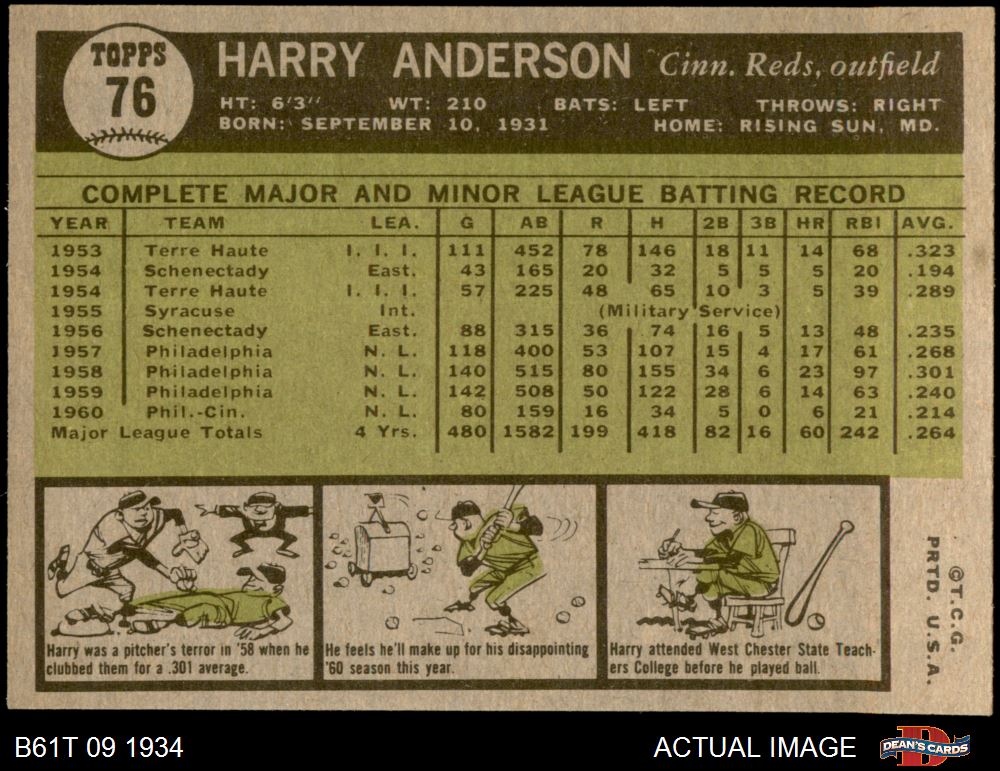 TOPPS
76
HARRY ANDERSON Cinn. Reds, outfield
HT: 6'3" WT: 210 BATS: LEFT THROWS: RIGHT
BORN: SEPTEMBER 10, 1931 HOME: RISING SUN, MD.
COMPLETE MAJOR AND MINOR LEAGUE BATTING RECORD
YEAR TEAM LEA. G AB R H 2B 3B HR RBI AVG.
1953 Terre Haute I. I. I. 111 452 78 146 18 11 14 68 .323
1954 Schenectady East. 43 165 20 32 5 5 5 20 .194
1954 Terre Haute I. I. I. 57 225 48 65 10 3 5 39 .289
1955 Syracuse Int. (Military Service)
1956 Schenectady East. 88 315 36 74 16 5 13 48 .235
1957 Philadelphia N. L. 118 400 53 107 15 4 17 61 .268
1958 Philadelphia N. L. 140 515 80 155 34 6 23 97 .301
1959 Philadelphia N. L. 142 508 50 122 28 6 14 63 .240
1960 Phil.-Cin. N. L. 80 159 16 34 5 0 6 21 .214
Major League Totals 4 Yrs. 480 1582 199 418 82 16 60 242 .264
Harry was a pitcher's terror in '58 when he
clubbed them for a .301 average.
He feels he'll make up for his disappointing
'60 season this year.
Harry attended West Chester State Teach-
ers College before he played ball.
©T.C.G.
PRTD. U.S.A.
B61T 09 1934
ACTUAL IMAGE
DEAN'S CARDS